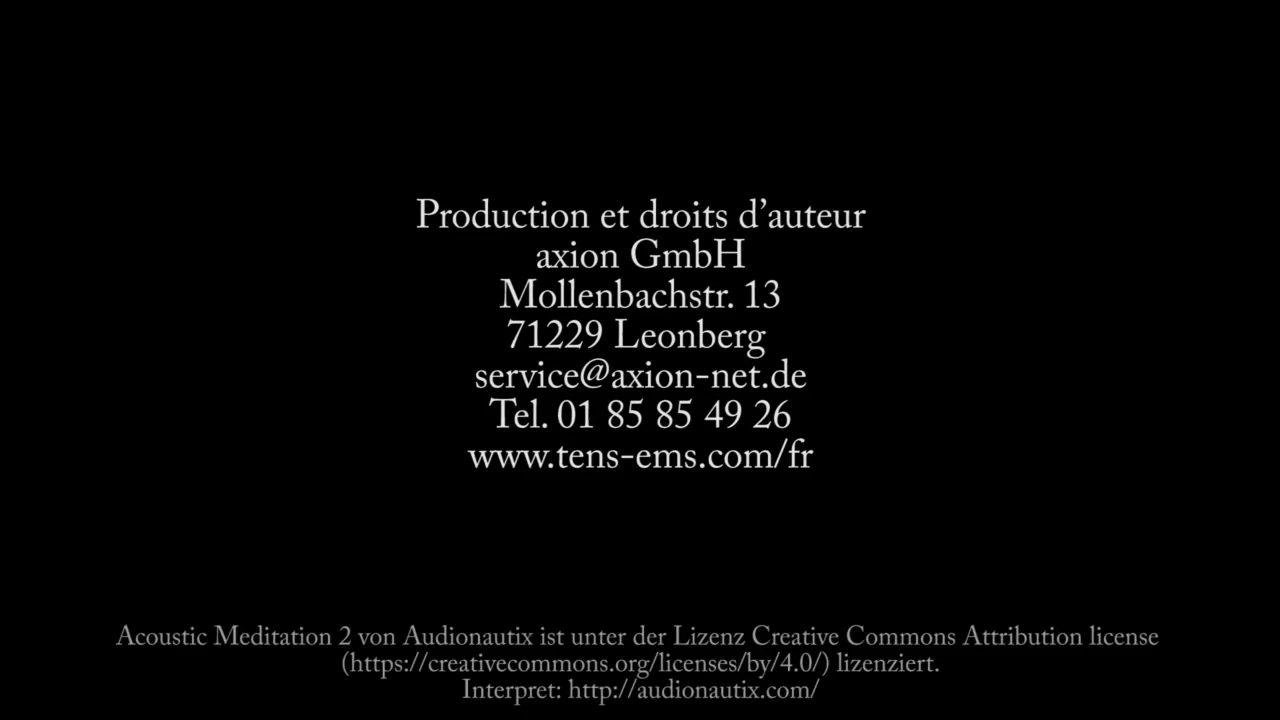 Production et droits d’auteur
axion GmbH
Mollenbachstr. 13
71229 Leonberg
service@axion-net.de
Tel. 01 85 85 49 26
www.tens-ems.com/fr
Acoustic Meditation 2 von Audionautix ist unter der Lizenz Creative Commons Attribution license
(https://creativecommons.org/licenses/by/4.0/) lizenziert.
Interpret: http://audionautix.com/